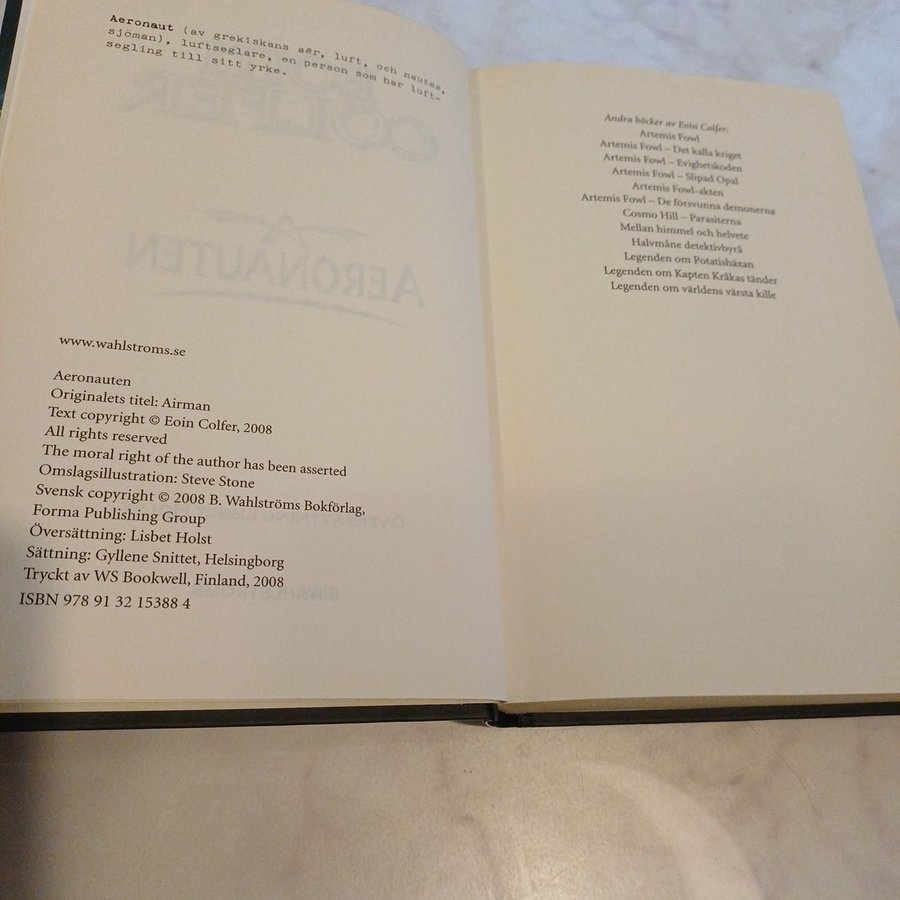 Aeronaut (av grekiskans aër, luft, och nautes,
sjöman), luftseglare, en person som har luft-
segling till sitt yrke.
COLFER
AERONAUTEN
www.wahlstroms.se
Aeronauten
Originalets titel: Airman
Text copyright © Eoin Colfer, 2008
All rights reserved
The moral right of the author has been asserted
Omslagsillustration: Steve Stone
Svensk copyright © 2008 B. Wahlströms Bokförlag,
Forma Publishing Group
Översättning: Lisbet Holst
Sättning: Gyllene Snittet, Helsingborg
Tryckt av WS Bookwell, Finland, 2008
ISBN 978 91 32 15388 4
Andra böcker av Eoin Colfer:
Artemis Fowl
Artemis Fowl – Det kalla kriget
Artemis Fowl – Evighetskoden
Artemis Fowl – Slipad Opal
Artemis Fowl-akten
Artemis Fowl – De försvunna demonerna
Cosmo Hill – Parasiterna
Mellan himmel och helvete
Halvmåne detektivbyrå
Legenden om Potatishäxan
Legenden om Kapten Kråkas tänder
Legenden om världens värsta kille